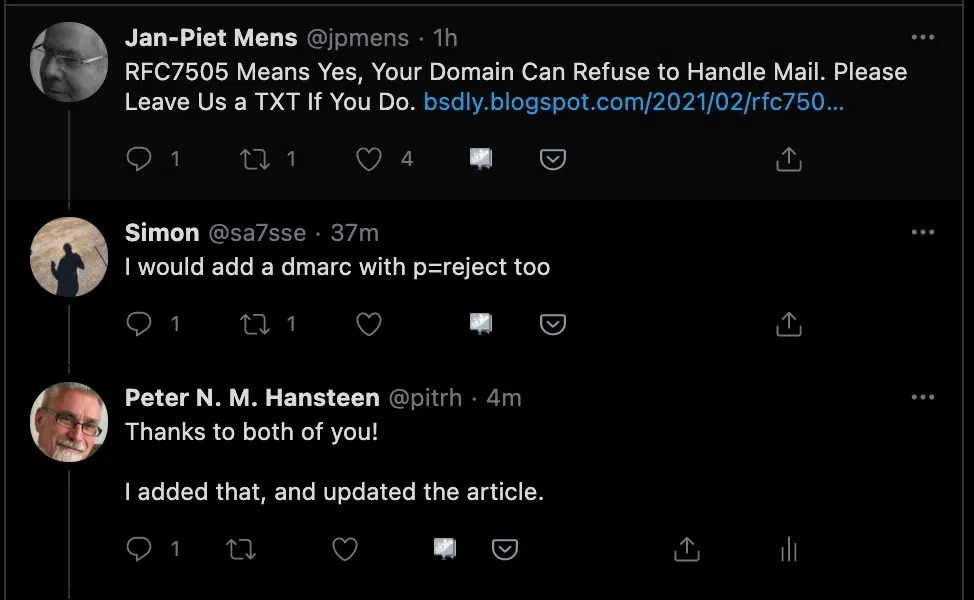 Jan-Piet Mens @jpmens · 1h
RFC7505 Means Yes, Your Domain Can Refuse to Handle Mail. Please
Leave Us a TXT If You Do. bsdly.blogspot.com/2021/02/rfc750...
1 1 4
Simon @sa7sse · 37m
I would add a dmarc with p=reject too
1 1
Peter N. M. Hansteen @pitrh · 4m
Thanks to both of you!
I added that, and updated the article.
1